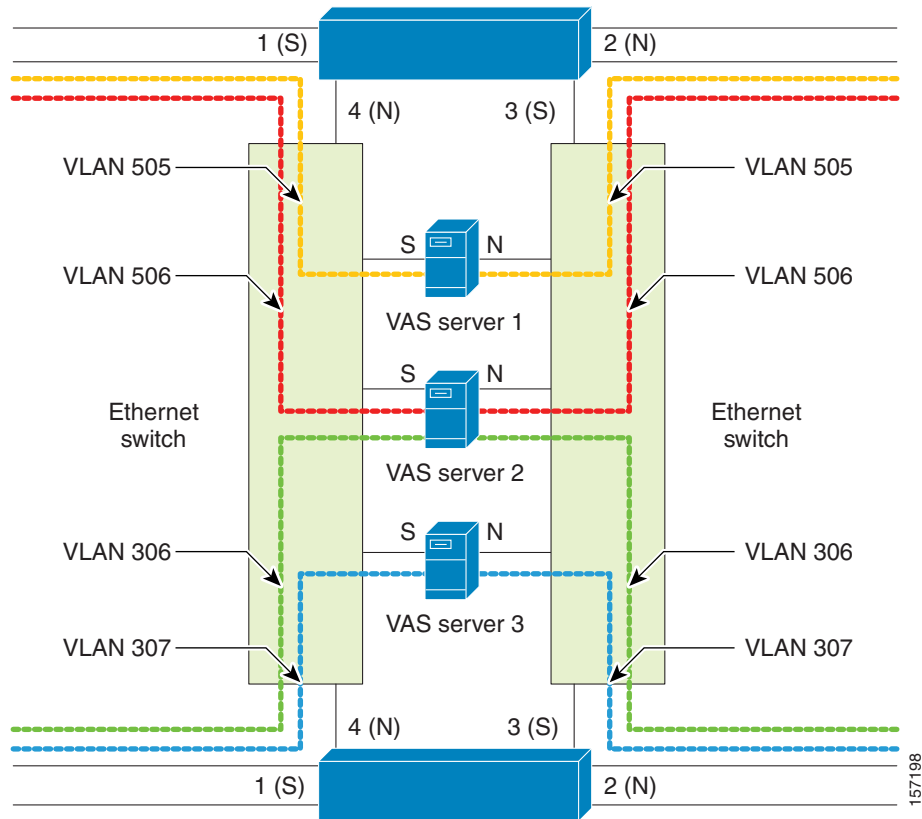 1 (S)
2 (N)
4 (N)
3 (S)
VLAN 505
VLAN 505
S
N
VLAN 506
VLAN 506
VAS server 1
S
N
Ethernet
switch
Ethernet
switch
VAS server 2
S
N
VLAN 306
VLAN 306
VAS server 3
VLAN 307
VLAN 307
4 (N)
3 (S)
1 (S)
2 (N)
157198